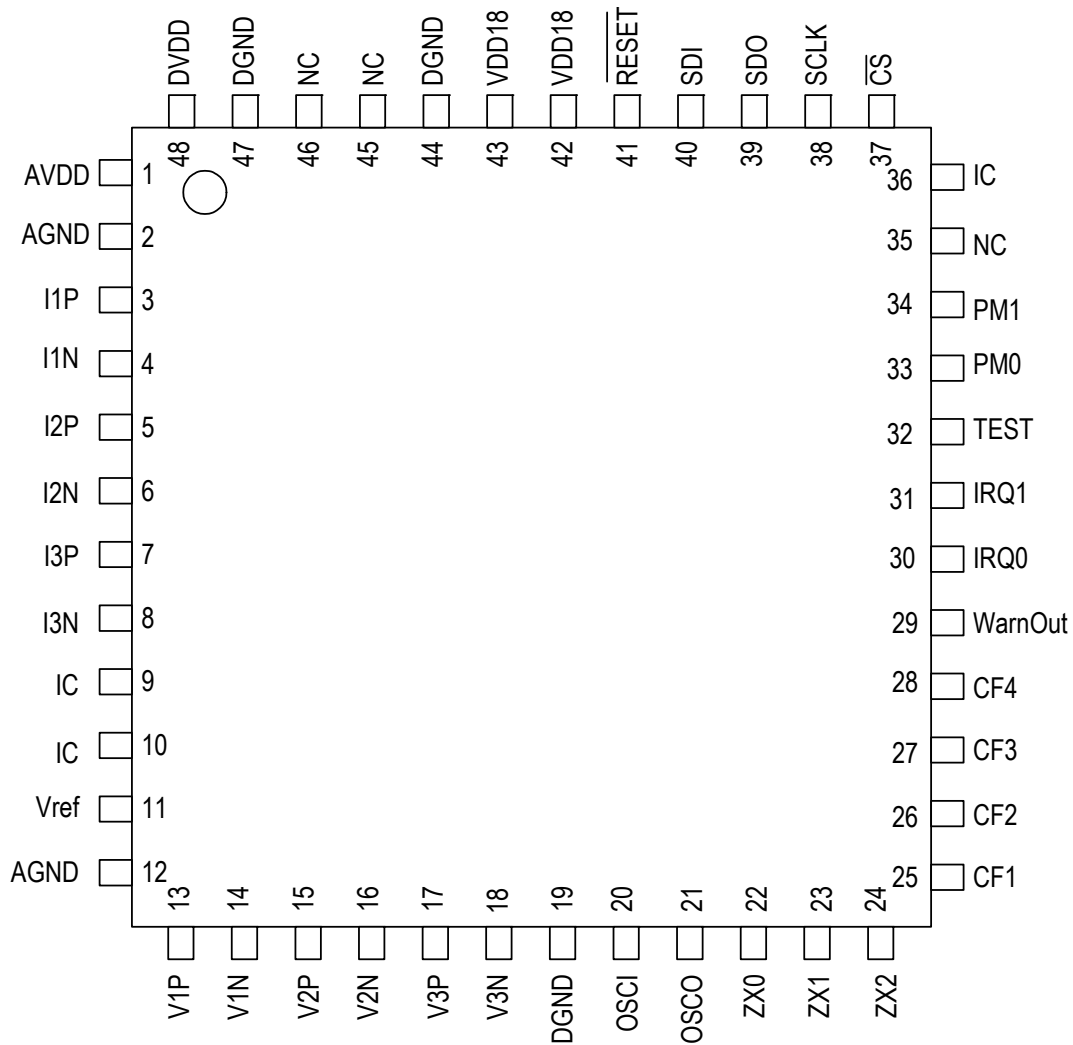 DVDD
DGND
NC
NC
DGND
VDD18
VDD18
RESET
SDI
SDO
SCLK
CS
48
47
46
45
44
43
42
41
40
39
38
37
AVDD 1
AGND 2
I1P 3
I1N 4
I2P 5
I2N 6
I3P 7
I3N 8
IC 9
IC 10
Vref 11
AGND 12
36 IC
35 NC
34 PM1
33 PM0
32 TEST
31 IRQ1
30 IRQ0
29 WarnOut
28 CF4
27 CF3
26 CF2
25 CF1
13
14
15
16
17
18
19
20
21
22
23
24
V1P
V1N
V2P
V2N
V3P
V3N
DGND
OSCI
OSCO
ZX0
ZX1
ZX2